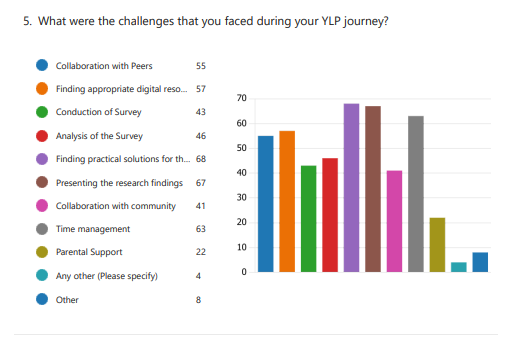 5. What were the challenges that you faced during your YLP journey?
Collaboration with Peers 55
Finding appropriate digital reso... 57
Conduction of Survey 43
Analysis of the Survey 46
Finding practical solutions for th... 68
Presenting the research findings 67
Collaboration with community 41
Time management 63
Parental Support 22
Any other (Please specify) 4
Other 8
70
60
50
40
30
20
10
0